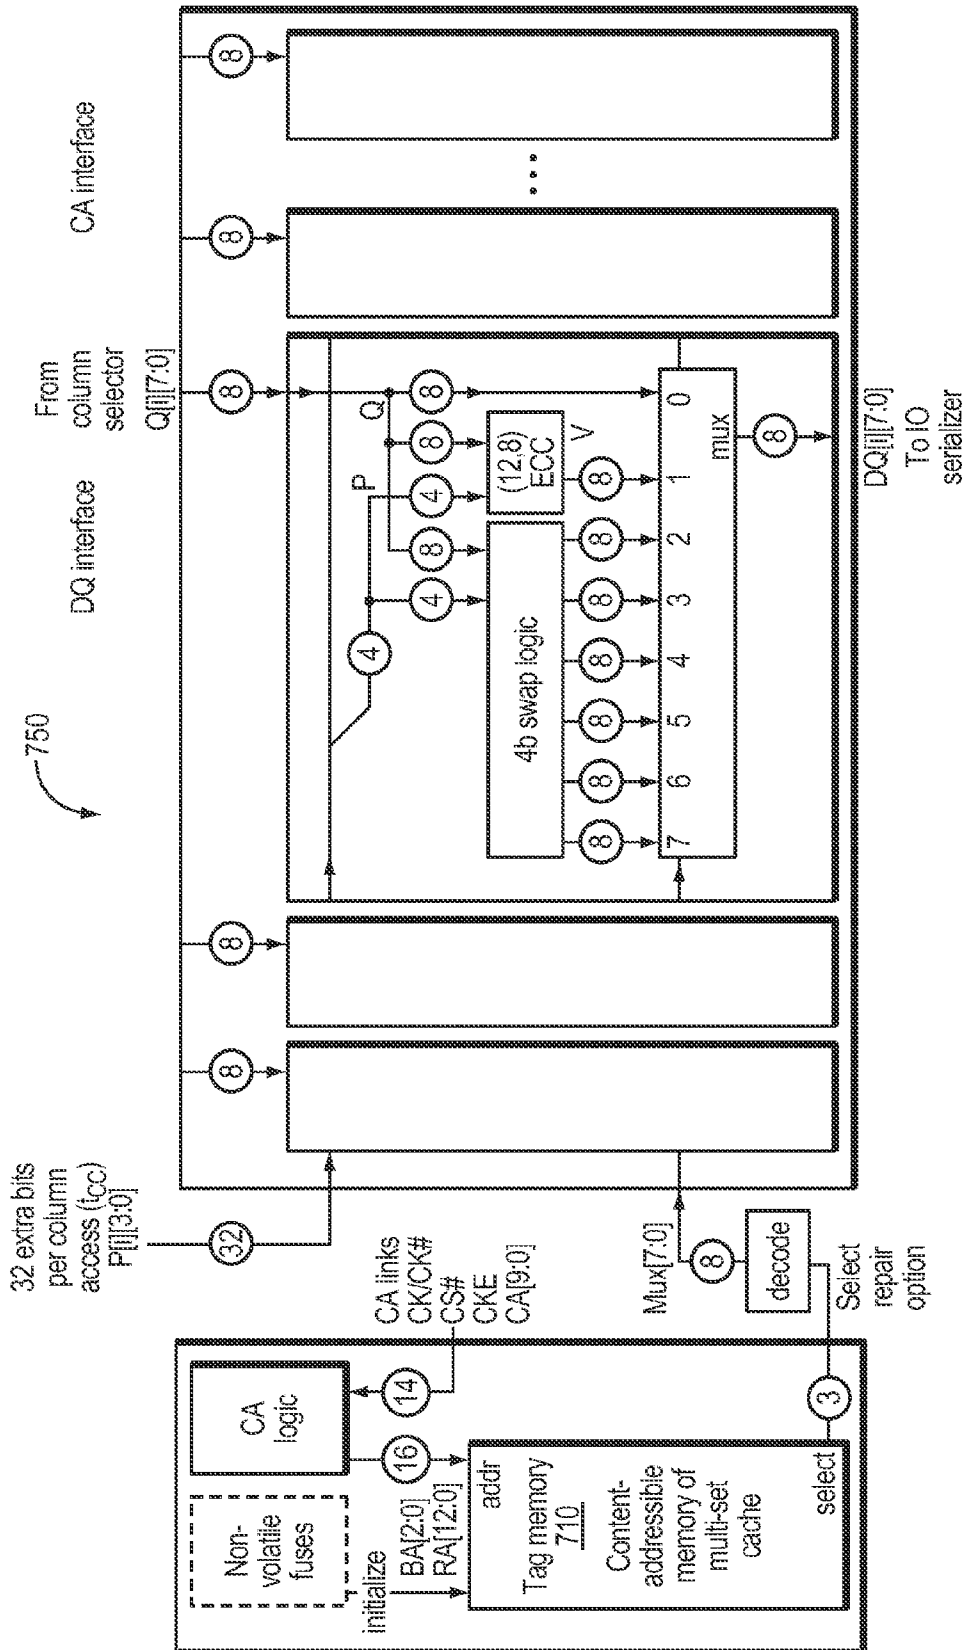 750
DQ interface
CA interface
32 extra bits
per column
access (tCC)
P[i][3:0]
From
column
selector
Q[i][7:0]
32
8
8
8
8
8
Non-
volatile
fuses
CA
logic
CA links
CK/CK#
CS#
CKE
CA[9:0]
14
16
initialize
BA[2:0]
RA[12:0]
addr
Tag memory
710
Content-
addressible
memory of
multi-set
cache
select
3
Select
repair
option
decode
8
Mux[7:0]
4
P
Q
4
8
4
8
8
4b swap logic
(12,8)
ECC
V
8
8
8
8
8
8
8
7
6
5
4
3
2
1
0
mux
8
...
DQ[i][7:0]
To IO
serializer